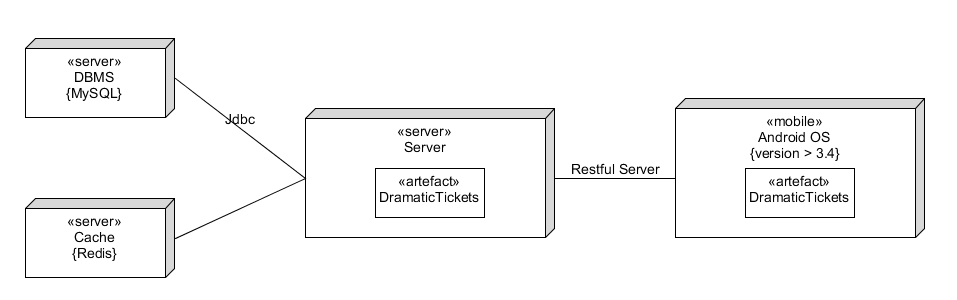 «server»
DBMS
{MySQL}
Jdbc
«server»
Cache
{Redis}
«server»
Server
«artefact»
DramaticTickets
Restful Server
«mobile»
Android OS
{version > 3.4}
«artefact»
DramaticTickets